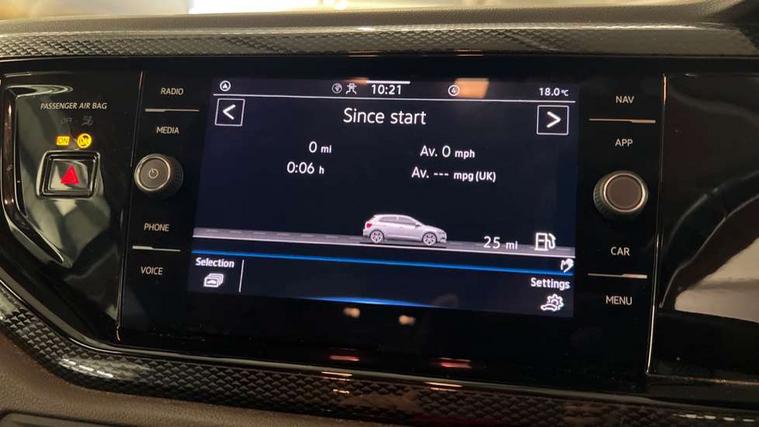 PASSENGER AIR BAG
OFF
ON
RADIO
MEDIA
PHONE
VOICE
10:21
18.0°C
Since start
0 mi
Av. 0 mph
0:06 h
Av. --- mpg (UK)
25 mi
Selection
Settings
NAV
APP
CAR
MENU